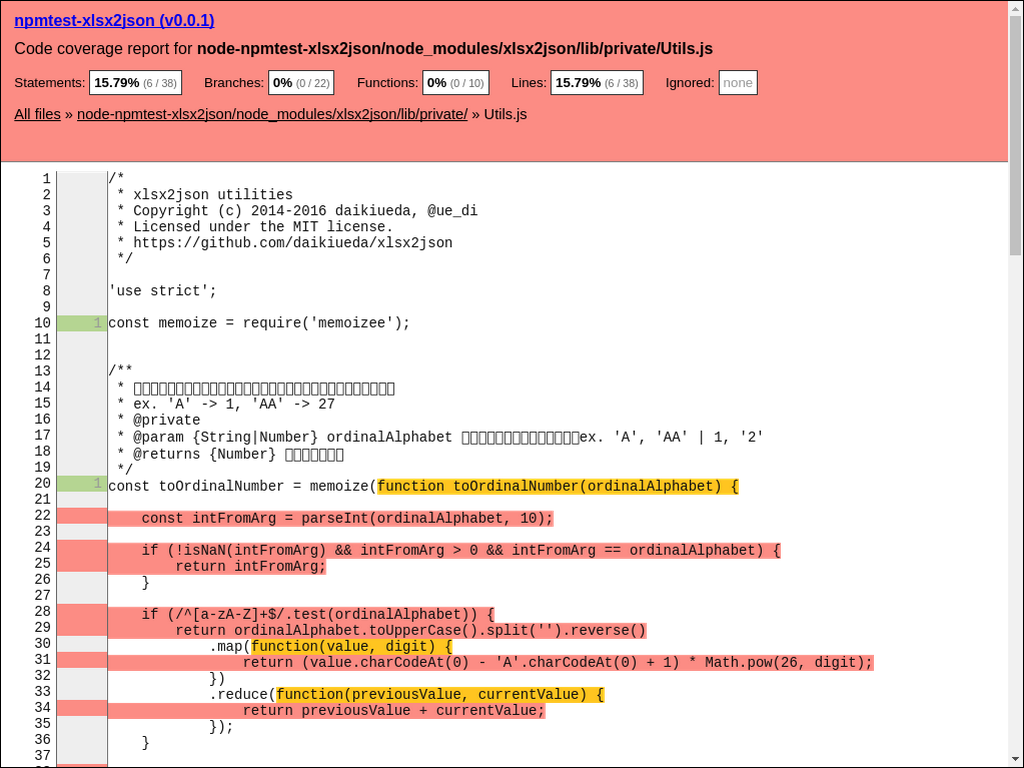 npmtest-xlsx2json (v0.0.1)
Code coverage report for node-npmtest-xlsx2json/node_modules/xlsx2json/lib/private/Utils.js
Statements: 15.79% (6 / 38) Branches: 0% (0 / 22) Functions: 0% (0 / 10) Lines: 15.79% (6 / 38) Ignored: none
All files » node-npmtest-xlsx2json/node_modules/xlsx2json/lib/private/ » Utils.js
1 /*
2  * xlsx2json utilities
3  * Copyright (c) 2014-2016 daikiueda, @ue_di
4  * Licensed under the MIT license.
5  * https://github.com/daikiueda/xlsx2json
6  */
7
8 'use strict';
9
10 1 const memoize = require('memoizee');
11
12
13 /**
14  *
15  * ex. 'A' -> 1, 'AA' -> 27
16  * @private
17  * @param {String|Number} ordinalAlphabet ex. 'A', 'AA' | 1, '2'
18  * @returns {Number}
19  */
20 1 const toOrdinalNumber = memoize(function toOrdinalNumber(ordinalAlphabet) {
21
22     const intFromArg = parseInt(ordinalAlphabet, 10);
23
24     if (!isNaN(intFromArg) && intFromArg > 0 && intFromArg == ordinalAlphabet) {
25         return intFromArg;
26     }
27
28     if (/^[a-zA-Z]+$/.test(ordinalAlphabet)) {
29         return ordinalAlphabet.toUpperCase().split('').reverse()
30             .map(function(value, digit) {
31                 return (value.charCodeAt(0) - 'A'.charCodeAt(0) + 1) * Math.pow(26, digit);
32             })
33             .reduce(function(previousValue, currentValue) {
34                 return previousValue + currentValue;
35             });
36     }
37